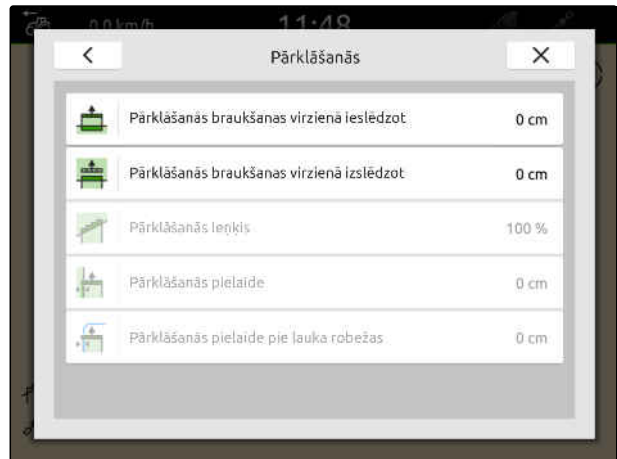 0.0 km/h 11:48
Pārklāšanās
Pārklāšanās braukšanas virzienā ieslēdzot 0 cm
Pārklāšanās braukšanas virzienā izslēdzot 0 cm
Pārklāšanās leņķis 100 %
Pārklāšanās pielaide 0 cm
Pārklāšanās pielaide pie lauka robežas 0 cm